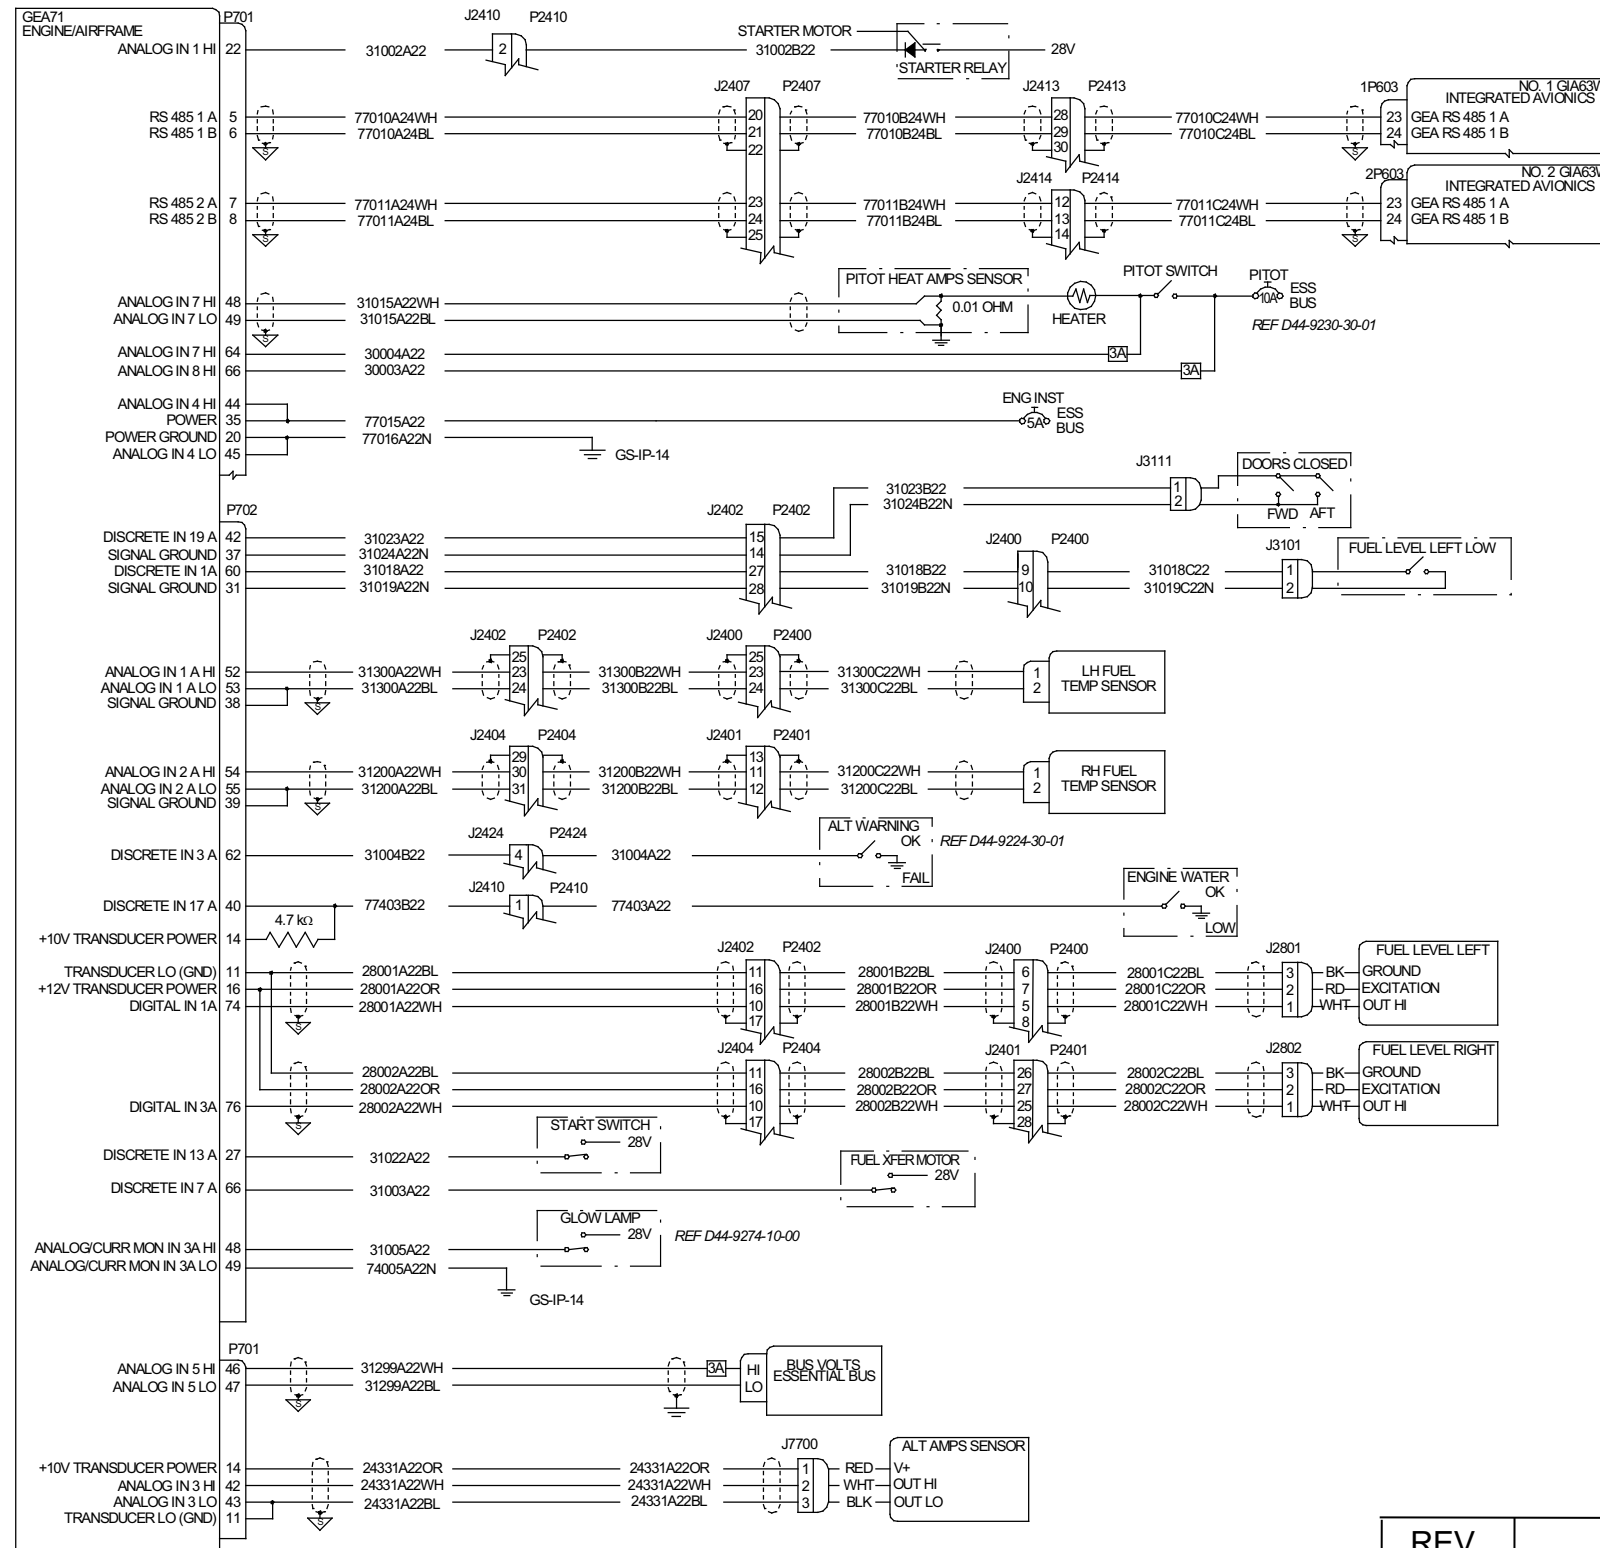 GEA71
ENGINE/AIRFRAME
P701
J2410 P2410
ANALOG IN 1 HI 22 31002A22 2 31002B22 28V
STARTER MOTOR
STARTER RELAY
J2407 P2407 J2413 P2413 1P603 NO. 1 GIA63W
INTEGRATED AVIONICS
RS 485 1 A 5 77010A24WH 20 77010B24WH 28 77010C24WH 23 GEA RS 485 1 A
RS 485 1 B 6 77010A24BL 21 77010B24BL 29 77010C24BL 24 GEA RS 485 1 B
S 22 30 S
J2414 P2414 2P603 NO. 2 GIA63W
INTEGRATED AVIONICS
RS 485 2 A 7 77011A24WH 23 77011B24WH 12 77011C24WH 23 GEA RS 485 1 A
RS 485 2 B 8 77011A24BL 24 77011B24BL 13 77011C24BL 24 GEA RS 485 1 B
S 25 14 S
PITOT HEAT AMPS SENSOR PITOT SWITCH PITOT
10A ESS
BUS
ANALOG IN 7 HI 48 31015A22WH 0.01 OHM HEATER
ANALOG IN 7 LO 49 31015A22BL REF D44-9230-30-01
S
ANALOG IN 7 HI 64 30004A22 3A
ANALOG IN 8 HI 66 30003A22 3A
ANALOG IN 4 HI 44 ENG INST
POWER 35 77015A22 5A ESS
BUS
POWER GROUND 20 77016A22N
ANALOG IN 4 LO 45 GS-IP-14
J3111 DOORS CLOSED
31023B22 1
31024B22N 2
FWD AFT
P702 J2402 P2402
DISCRETE IN 19 A 42 31023A22 15 J2400 P2400 J3101 FUEL LEVEL LEFT LOW
SIGNAL GROUND 37 31024A22N 14
DISCRETE IN 1A 60 31018A22 27 31018B22 9 31018C22 1
SIGNAL GROUND 31 31019A22N 28 31019B22N 10 31019C22N 2
J2402 P2402 J2400 P2400
25 25
ANALOG IN 1 A HI 52 31300A22WH 23 31300B22WH 23 31300C22WH 1 LH FUEL
ANALOG IN 1 A LO 53 31300A22BL 24 31300B22BL 24 31300C22BL 2 TEMP SENSOR
SIGNAL GROUND 38 S
J2404 P2404 J2401 P2401
29 13
ANALOG IN 2 A HI 54 31200A22WH 30 31200B22WH 11 31200C22WH 1 RH FUEL
ANALOG IN 2 A LO 55 31200A22BL 31 31200B22BL 12 31200C22BL 2 TEMP SENSOR
SIGNAL GROUND 39 S
J2424 P2424 ALT WARNING
OK REF D44-9224-30-01
DISCRETE IN 3 A 62 31004B22 4 31004A22
FAIL
J2410 P2410 ENGINE WATER
OK
DISCRETE IN 17 A 40 77403B22 1 77403A22
LOW
4.7 kΩ
+10V TRANSDUCER POWER 14
J2402 P2402 J2400 P2400 J2801 FUEL LEVEL LEFT
TRANSDUCER LO (GND) 11 28001A22BL 11 28001B22BL 6 28001C22BL 3 BK GROUND
+12V TRANSDUCER POWER 16 28001A22OR 16 28001B22OR 7 28001C22OR 2 RD EXCITATION
DIGITAL IN 1A 74 28001A22WH 10 28001B22WH 5 28001C22WH 1 WHT OUT HI
S 17 8
J2404 P2404 J2401 P2401 J2802 FUEL LEVEL RIGHT
28002A22BL 11 28002B22BL 26 28002C22BL 3 BK GROUND
28002A22OR 16 28002B22OR 27 28002C22OR 2 RD EXCITATION
DIGITAL IN 3A 76 28002A22WH 10 28002B22WH 25 28002C22WH 1 WHT OUT HI
S 17 28
START SWITCH
28V
DISCRETE IN 13 A 27 31022A22
FUEL XFER MOTOR
28V
DISCRETE IN 7 A 66 31003A22
GLOW LAMP
28V REF D44-9274-10-00
ANALOG/CURR MON IN 3A HI 48 31005A22
ANALOG/CURR MON IN 3A LO 49 74005A22N
GS-IP-14
P701
ANALOG IN 5 HI 46 31299A22WH 3A HI BUS VOLTS
ANALOG IN 5 LO 47 31299A22BL LO ESSENTIAL BUS
S
J7700 ALT AMPS SENSOR
+10V TRANSDUCER POWER 14 24331A22OR 24331A22OR 1 RED V+
ANALOG IN 3 HI 42 24331A22WH 24331A22WH 2 WHT OUT HI
ANALOG IN 3 LO 43 24331A22BL 24331A22BL 3 BLK OUT LO
TRANSDUCER LO (GND) 11 S
REV